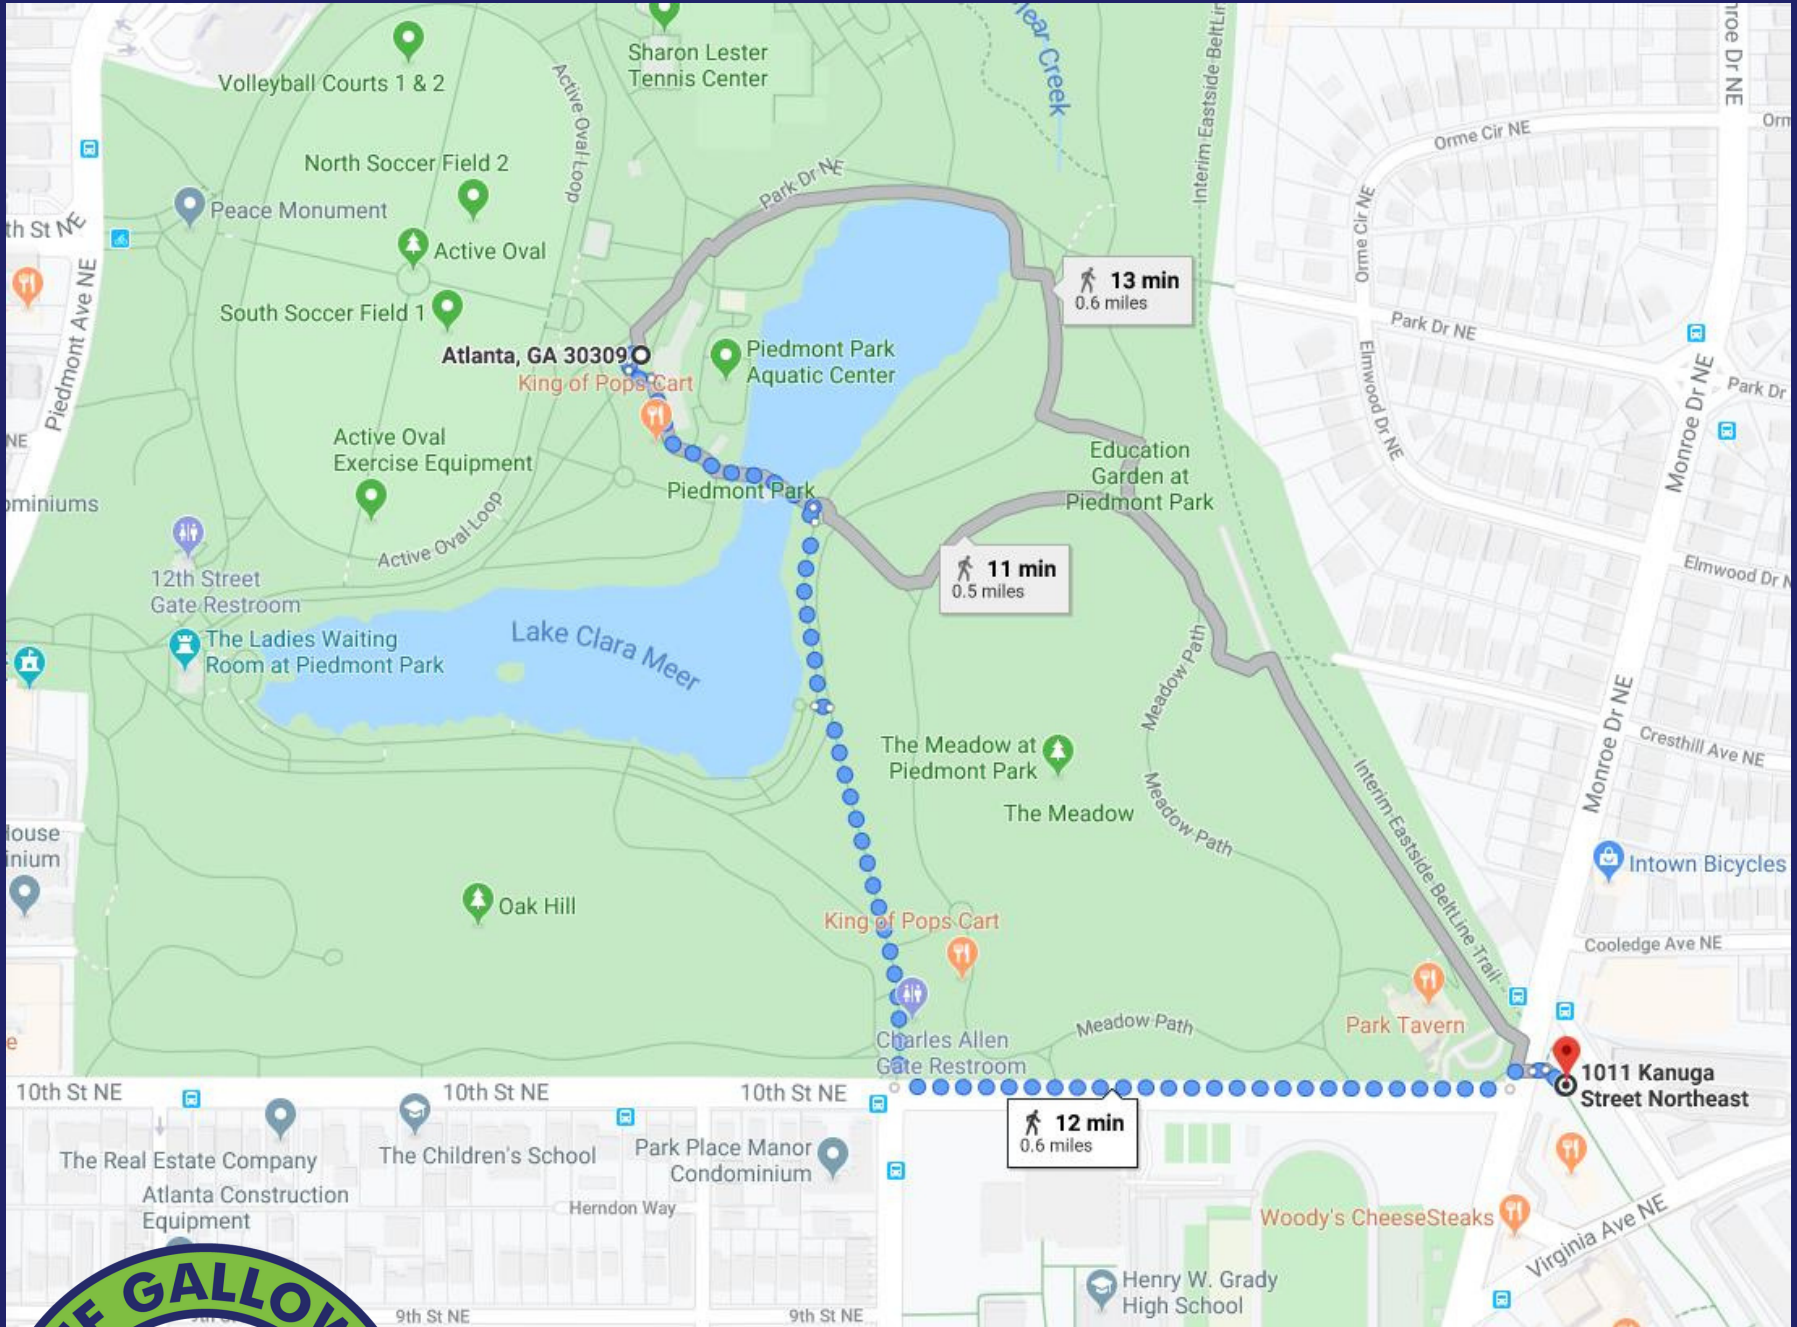 Clear Creek
Interim Eastside BeltLin
Monroe Dr NE
Sharon Lester
Tennis Center
Volleyball Courts 1 & 2
Active Oval Loop
Orme Cir NE
Orm
North Soccer Field 2
Park Dr NE
Peace Monument
th St NE
Active Oval
Orme Cir NE
Piedmont Ave NE
13 min
0.6 miles
South Soccer Field 1
Park Dr NE
Atlanta, GA 30309
King of Pops Cart
Piedmont Park
Aquatic Center
Park Dr
Elmwood Dr NE
Monroe Dr NE
NE
Active Oval
Exercise Equipment
Education
Garden at
Piedmont Park
Piedmont Park
ominiums
Active Oval Loop
12th Street
Gate Restroom
11 min
0.5 miles
Elmwood Dr N
The Ladies Waiting
Room at Piedmont Park
Lake Clara Meer
Meadow Path
Monroe Dr NE
Cresthill Ave NE
The Meadow at
Piedmont Park
The Meadow
Meadow Path
Interim Eastside BeltLine Trail
House
inium
Intown Bicycles
Oak Hill
King of Pops Cart
Cooledge Ave NE
Park Tavern
Meadow Path
Charles Allen
Gate Restroom
e
10th St NE
10th St NE
10th St NE
1011 Kanuga
Street Northeast
12 min
0.6 miles
The Real Estate Company
The Children's School
Park Place Manor
Condominium
Atlanta Construction
Equipment
Herndon Way
Woody's CheeseSteaks
Virginia Ave NE
Henry W. Grady
High School
THE GALLOW
9th St NE
9th St NE